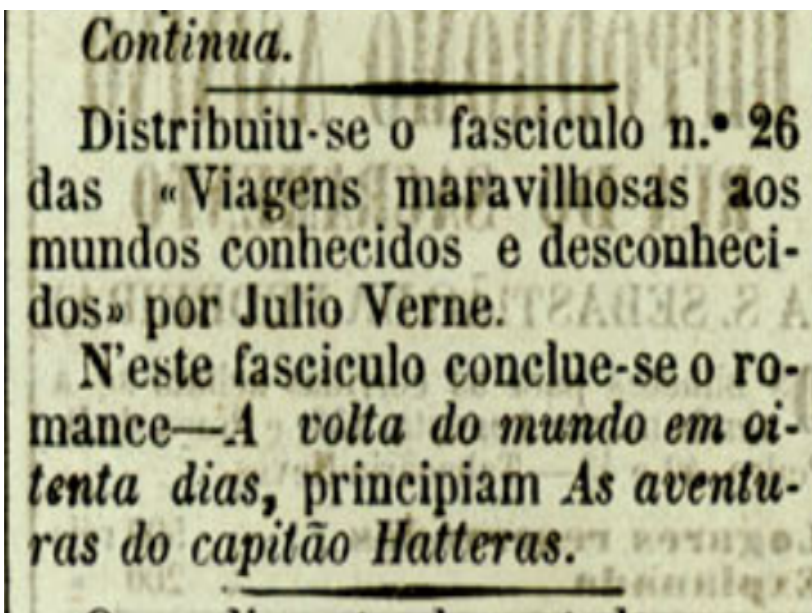 Continua.
Distribuiu-se o fasciculo n.º 26
das «Viagens maravilhosas aos
mundos conhecidos e desconheci-
dos» por Julio Verne.
N'este fasciculo conclue-se o ro-
mance—A volta do mundo em oi-
tenta dias, principiam As aventu-
ras do capitão Hatteras.